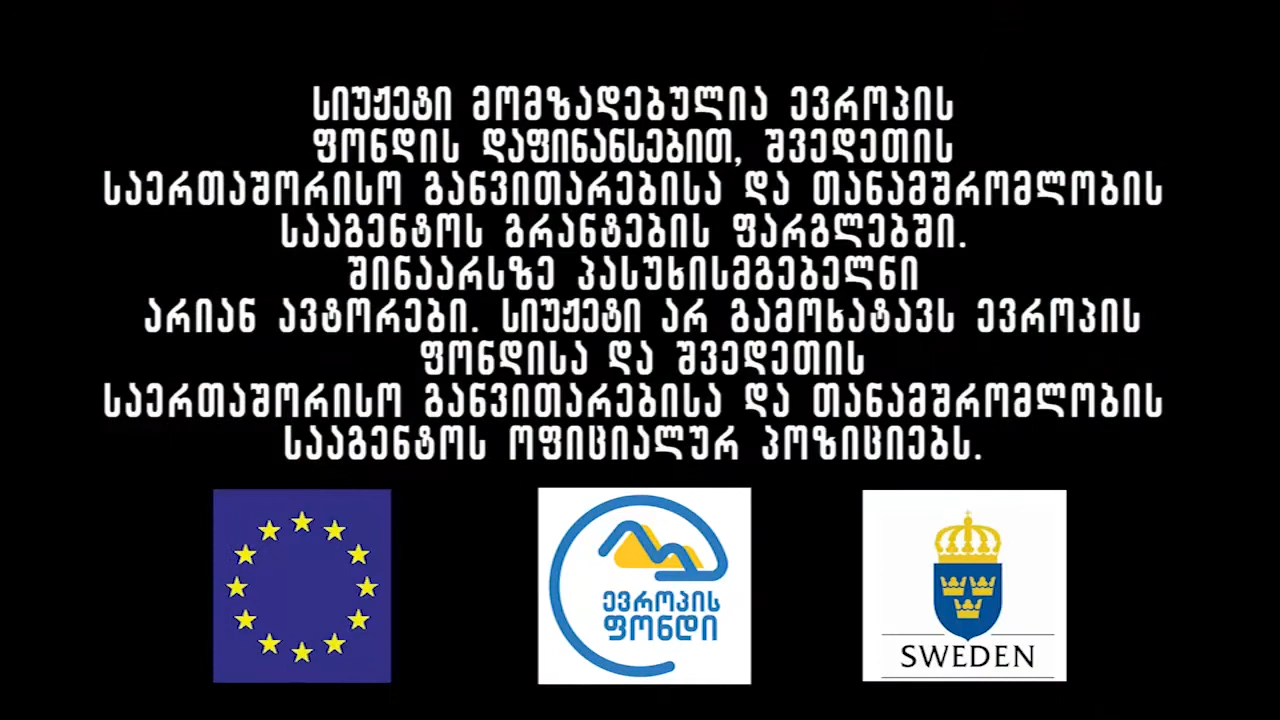 სიუჟეტი მომზადებულია ევროპის
ფონდის დაფინანსებით, შვედეთის
საერთაშორისო განვითარებისა და თანამშრომლობის
სააგენტოს გრანტების ფარგლებში.
შინაარსზე პასუხისმგებელნი
არიან ავტორები. სიუჟეტი არ გამოხატავს ევროპის
ფონდისა და შვედეთის
საერთაშორისო განვითარებისა და თანამშრომლობის
სააგენტოს ოფიციალურ პოზიციებს.
ევროპის
ფონდი
SWEDEN